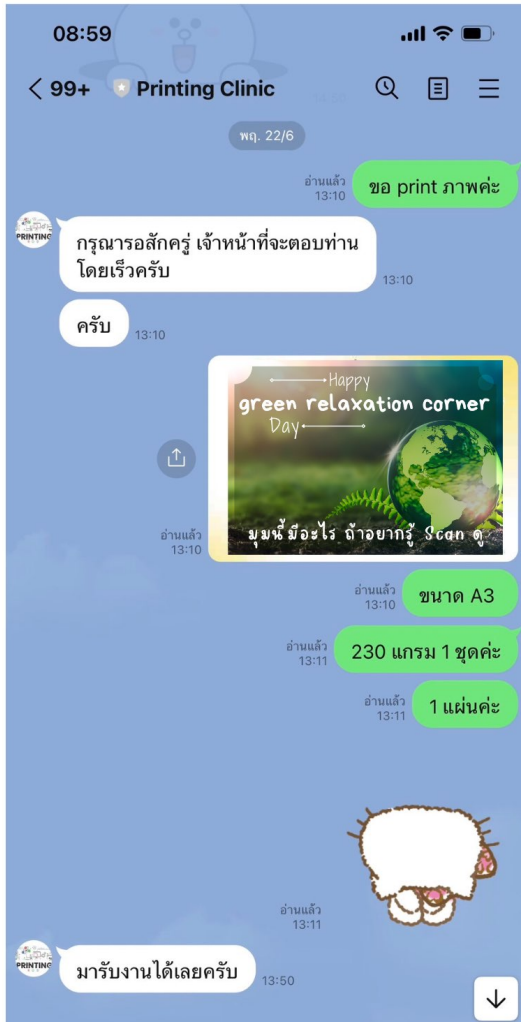 08:59
99+ Printing Clinic
พฤ. 22/6
อ่านแล้ว
13:10
ขอ print ภาพค่ะ
PRINTING
กรุณารอสักครู่ เจ้าหน้าที่จะตอบท่าน
โดยเร็วครับ
13:10
ครับ
13:10
Happy
green relaxation corner
Day
มุมนี้มีอะไร ถ้าอยากรู้ Scan ดู
อ่านแล้ว
13:10
อ่านแล้ว
13:10
ขนาด A3
อ่านแล้ว
13:11
230 แกรม 1 ชุดค่ะ
อ่านแล้ว
13:11
1 แผ่นค่ะ
อ่านแล้ว
13:11
PRINTING
มารับงานได้เลยครับ
13:50